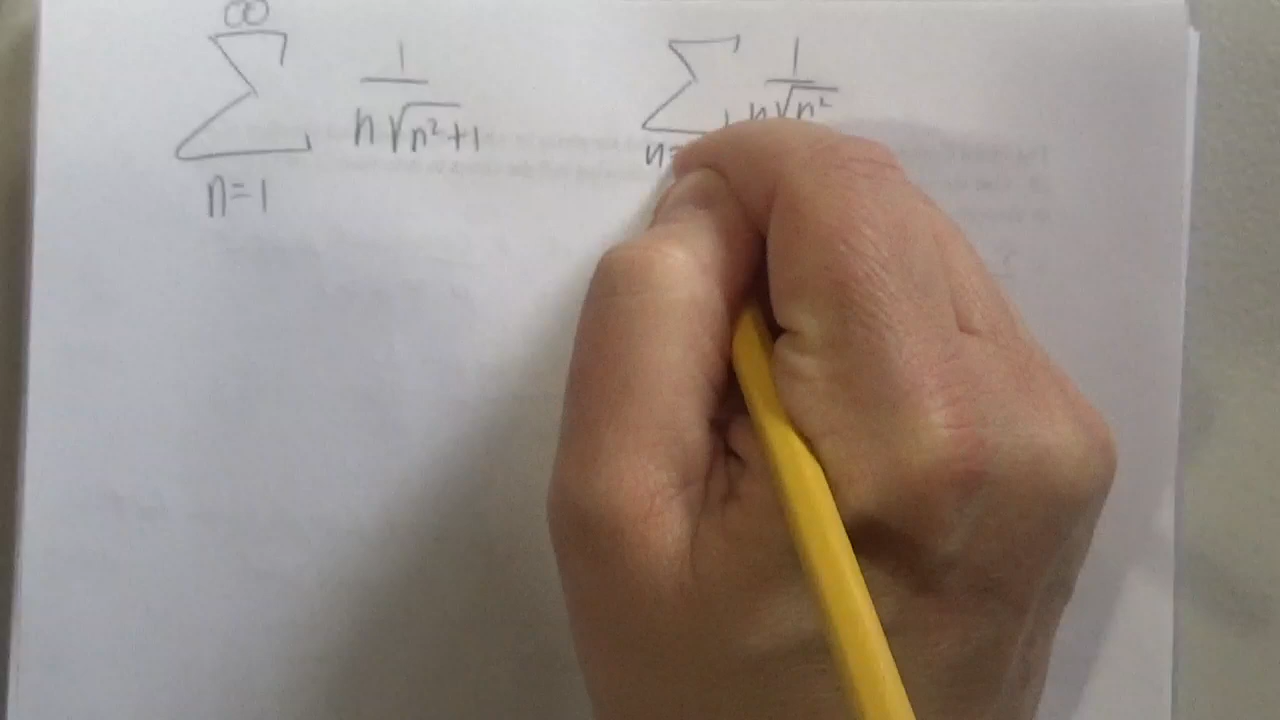 ∞
Σ 1/(n√(n²+1))
n=1
Σ 1/(n√n²)
n=